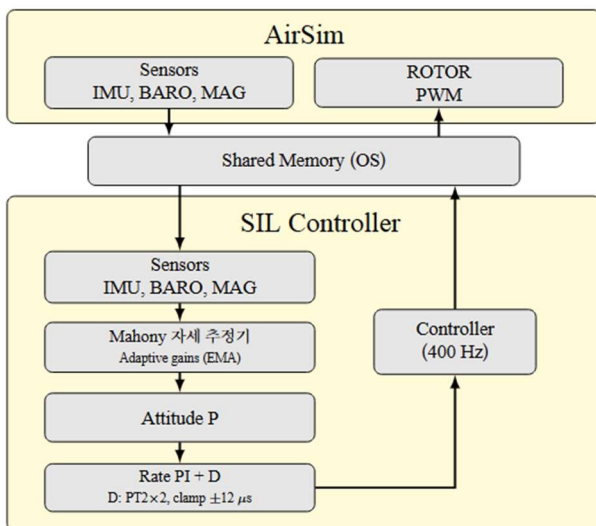 AirSim
Sensors
IMU, BARO, MAG
ROTOR
PWM
Shared Memory (OS)
SIL Controller
Sensors
IMU, BARO, MAG
Mahony 자세 추정기
Adaptive gains (EMA)
Attitude P
Rate PI + D
D: PT2×2, clamp ±12 μs
Controller
(400 Hz)